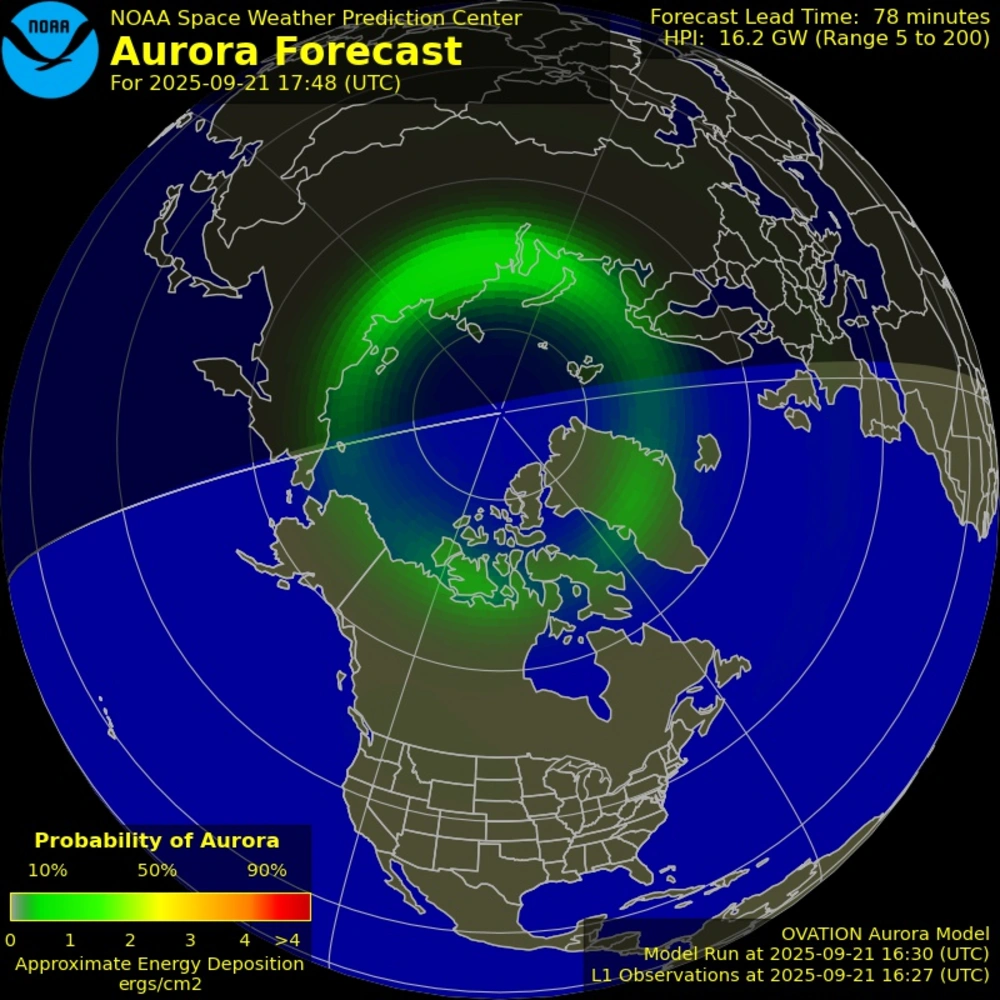 NOAA
NOAA Space Weather Prediction Center
Aurora Forecast
For 2025-09-21 17:48 (UTC)
Forecast Lead Time: 78 minutes
HPI: 16.2 GW (Range 5 to 200)
Probability of Aurora
10% 50% 90%
0 1 2 3 4 >4
Approximate Energy Deposition
ergs/cm2
OVATION Aurora Model
Model Run at 2025-09-21 16:30 (UTC)
L1 Observations at 2025-09-21 16:27 (UTC)